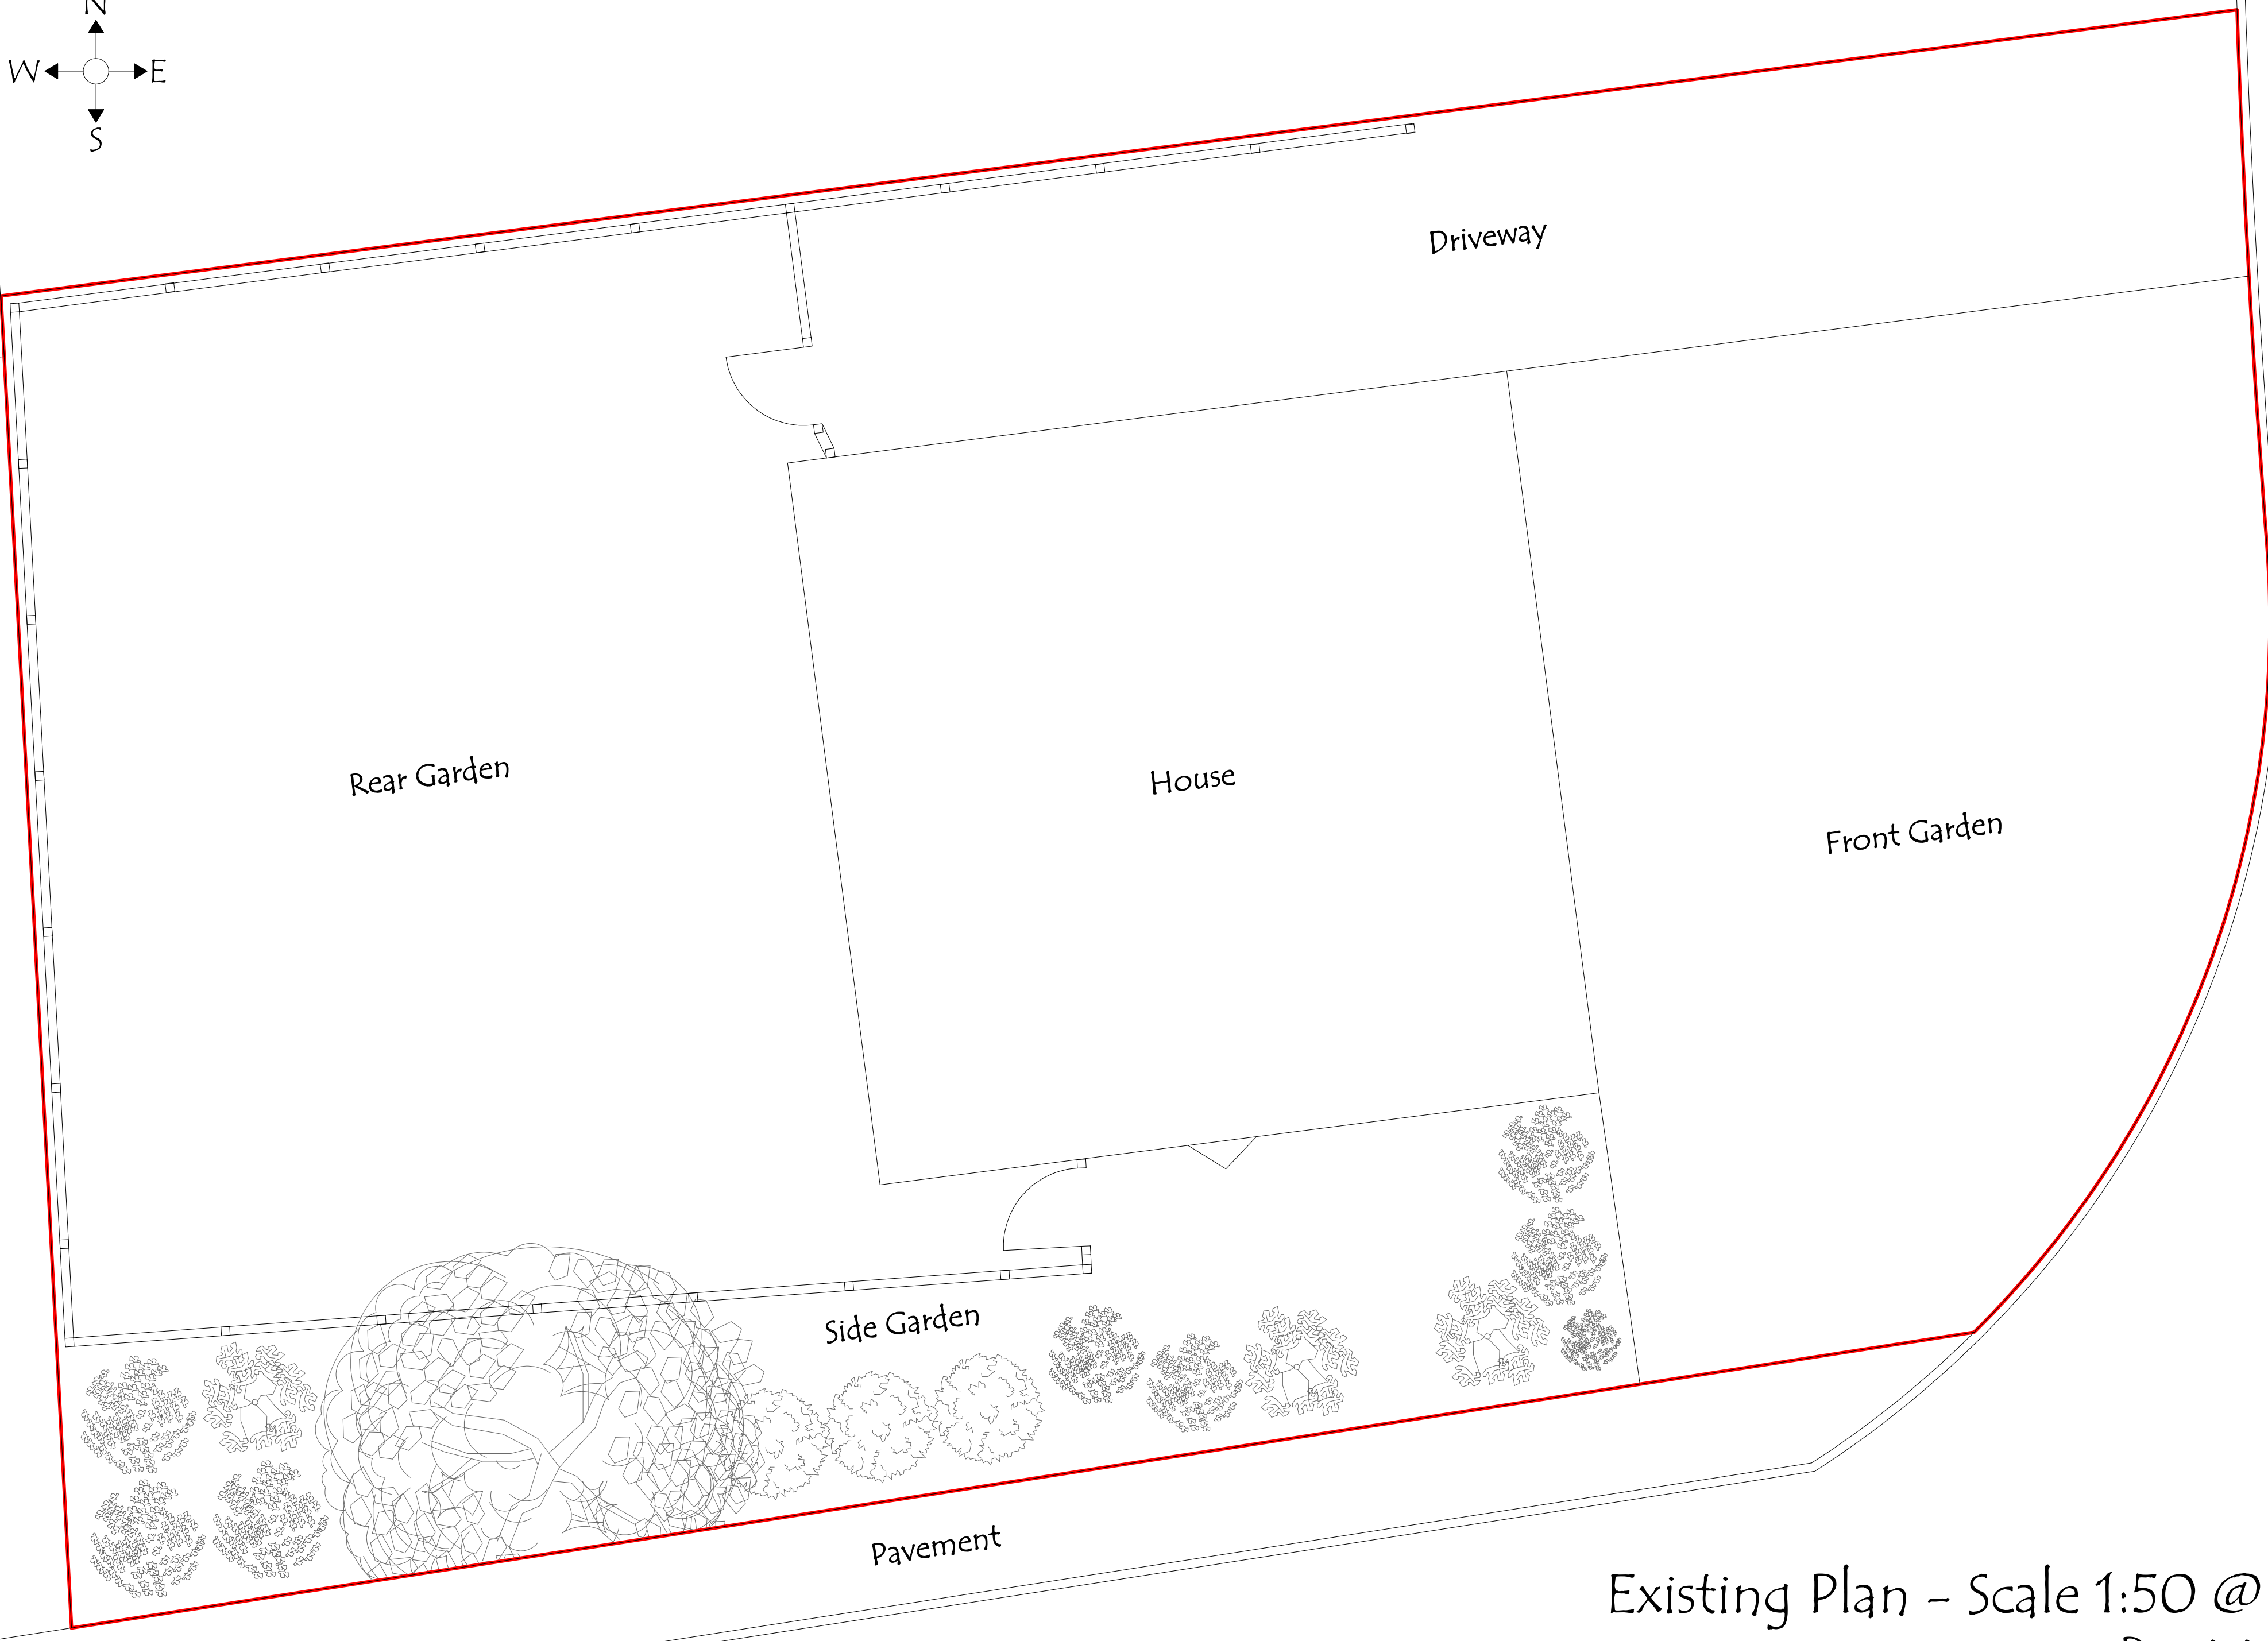 N
W E
S
Driveway
Rear Garden
House
Front Garden
Side Garden
Pavement
Existing Plan - Scale 1:50 @